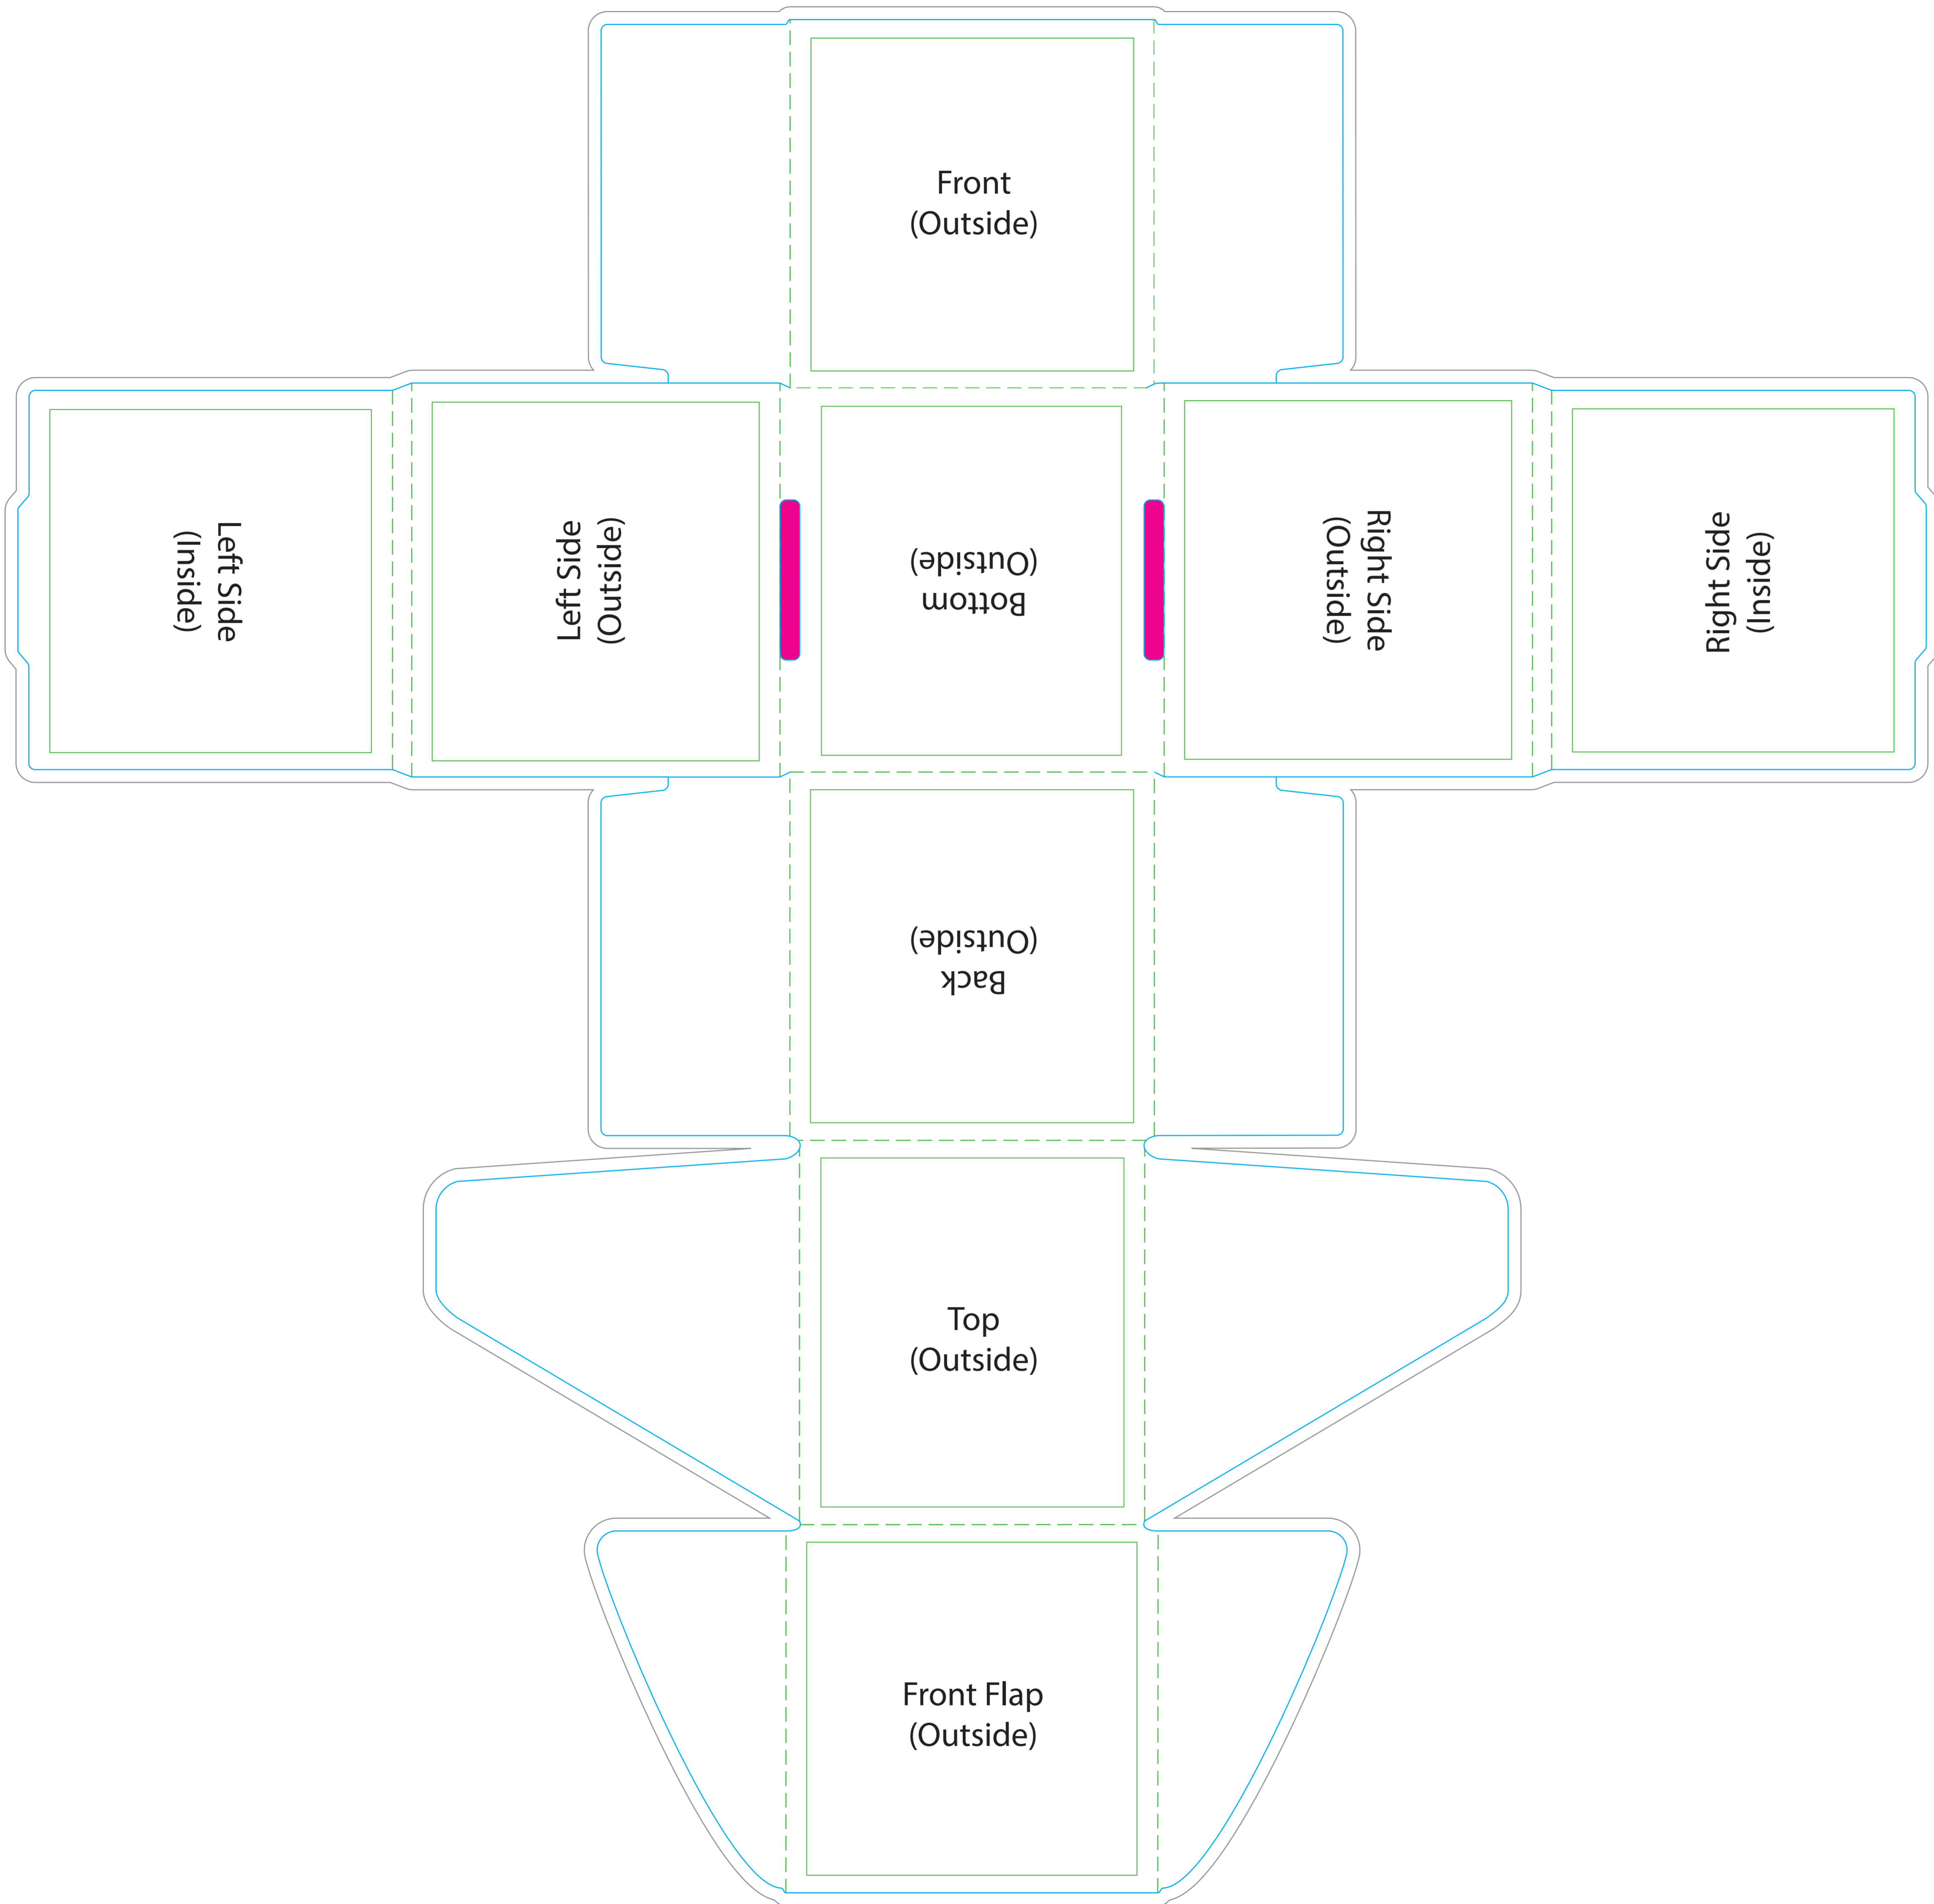 Front
(Outside)
Left Side
(Inside)
Left Side
(Outside)
Bottom
(Outside)
Right Side
(Outside)
Right Side
(Inside)
Back
(Outside)
Top
(Outside)
Front Flap
(Outside)